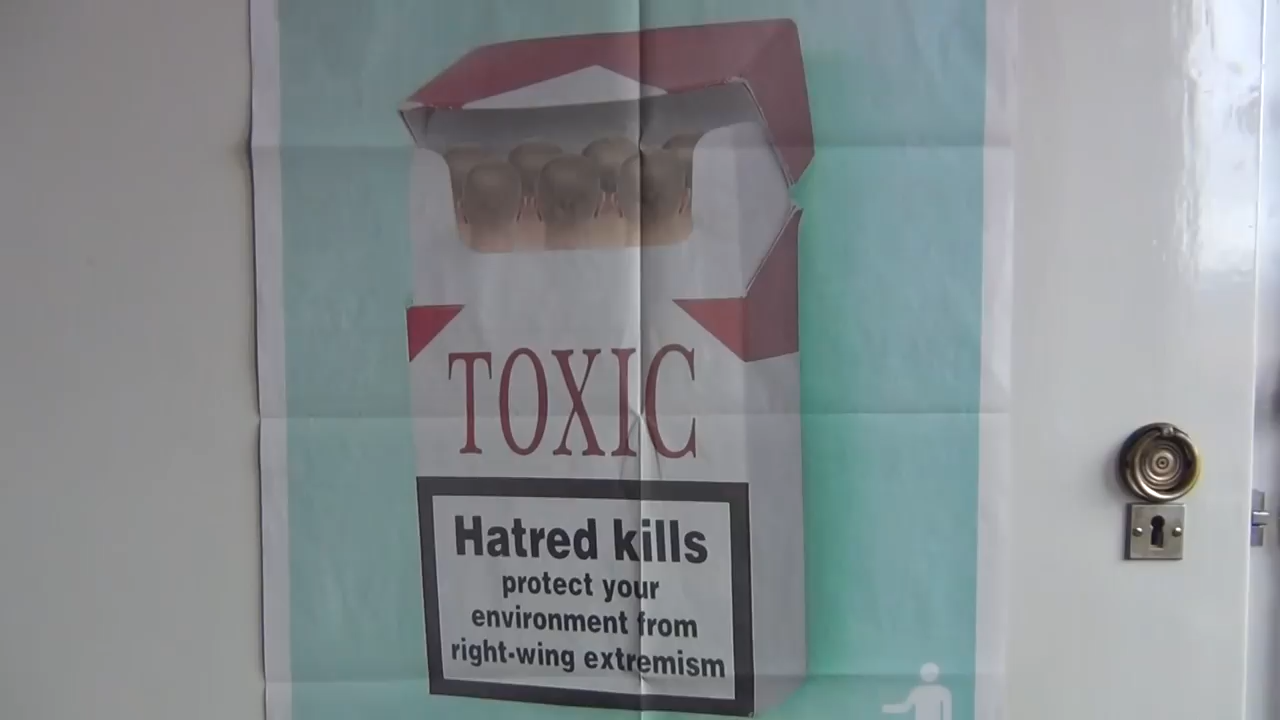 TOXIC
Hatred kills
protect your
environment from
right-wing extremism